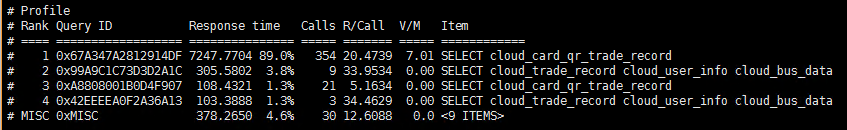 # Profile
# Rank Query ID           Response time   Calls R/Call  V/M   Item
# ==== ================== =============== ===== ======= ===== ============
#    1 0x67A347A2812914DF 7247.7704 89.0%   354 20.4739  7.01 SELECT cloud_card_qr_trade_record
#    2 0x99A9C1C73D3D2A1C  305.5802  3.8%     9 33.9534  0.00 SELECT cloud_trade_record cloud_user_info cloud_bus_data
#    3 0xA8808001B0D4F907  108.4321  1.3%    21  5.1634  0.00 SELECT cloud_card_qr_trade_record
#    4 0x42EEEEA0F2A36A13  103.3888  1.3%     3 34.4629  0.00 SELECT cloud_trade_record cloud_user_info cloud_bus_data
# MISC 0xMISC              378.2650  4.6%    30 12.6088   0.0 <9 ITEMS>